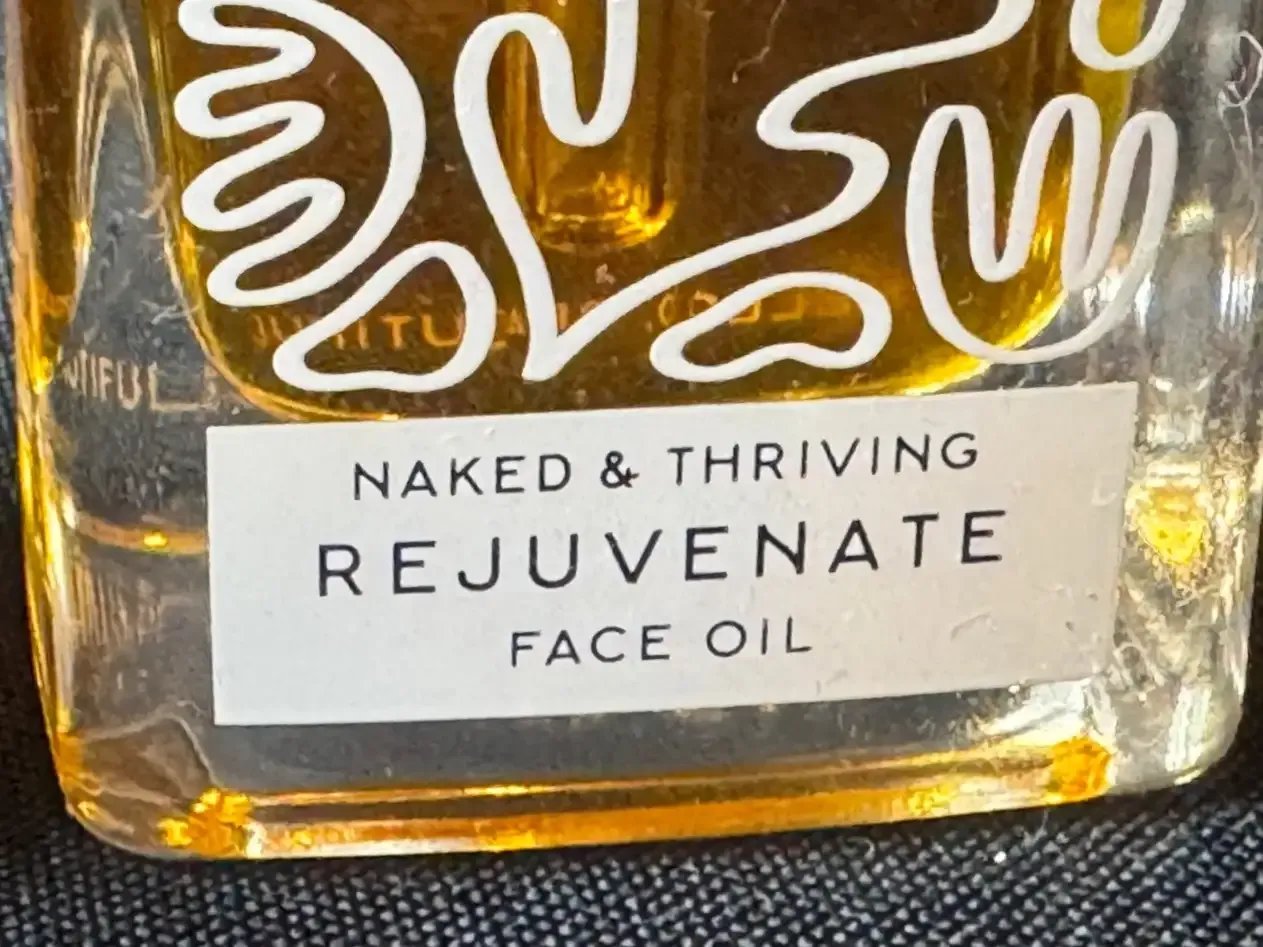 NAKED & THRIVING
REJUVENATE
FACE OIL